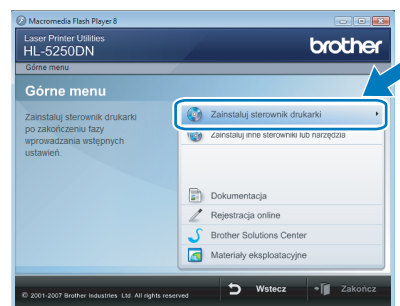 Macromedia Flash Player 8
Laser Printer Utilities
HL-5250DN
brother
Górne menu
Górne menu
Zainstaluj sterownik drukarki
po zakończeniu fazy
wprowadzania wstępnych
ustawień.
Zainstaluj sterownik drukarki
Zainstaluj inne sterowniki lub narzędzia
Dokumentacja
Rejestracja online
Brother Solutions Center
Materiały eksploatacyjne
© 2001-2007 Brother Industries Ltd. All rights reserved
Wstecz
Zakończ